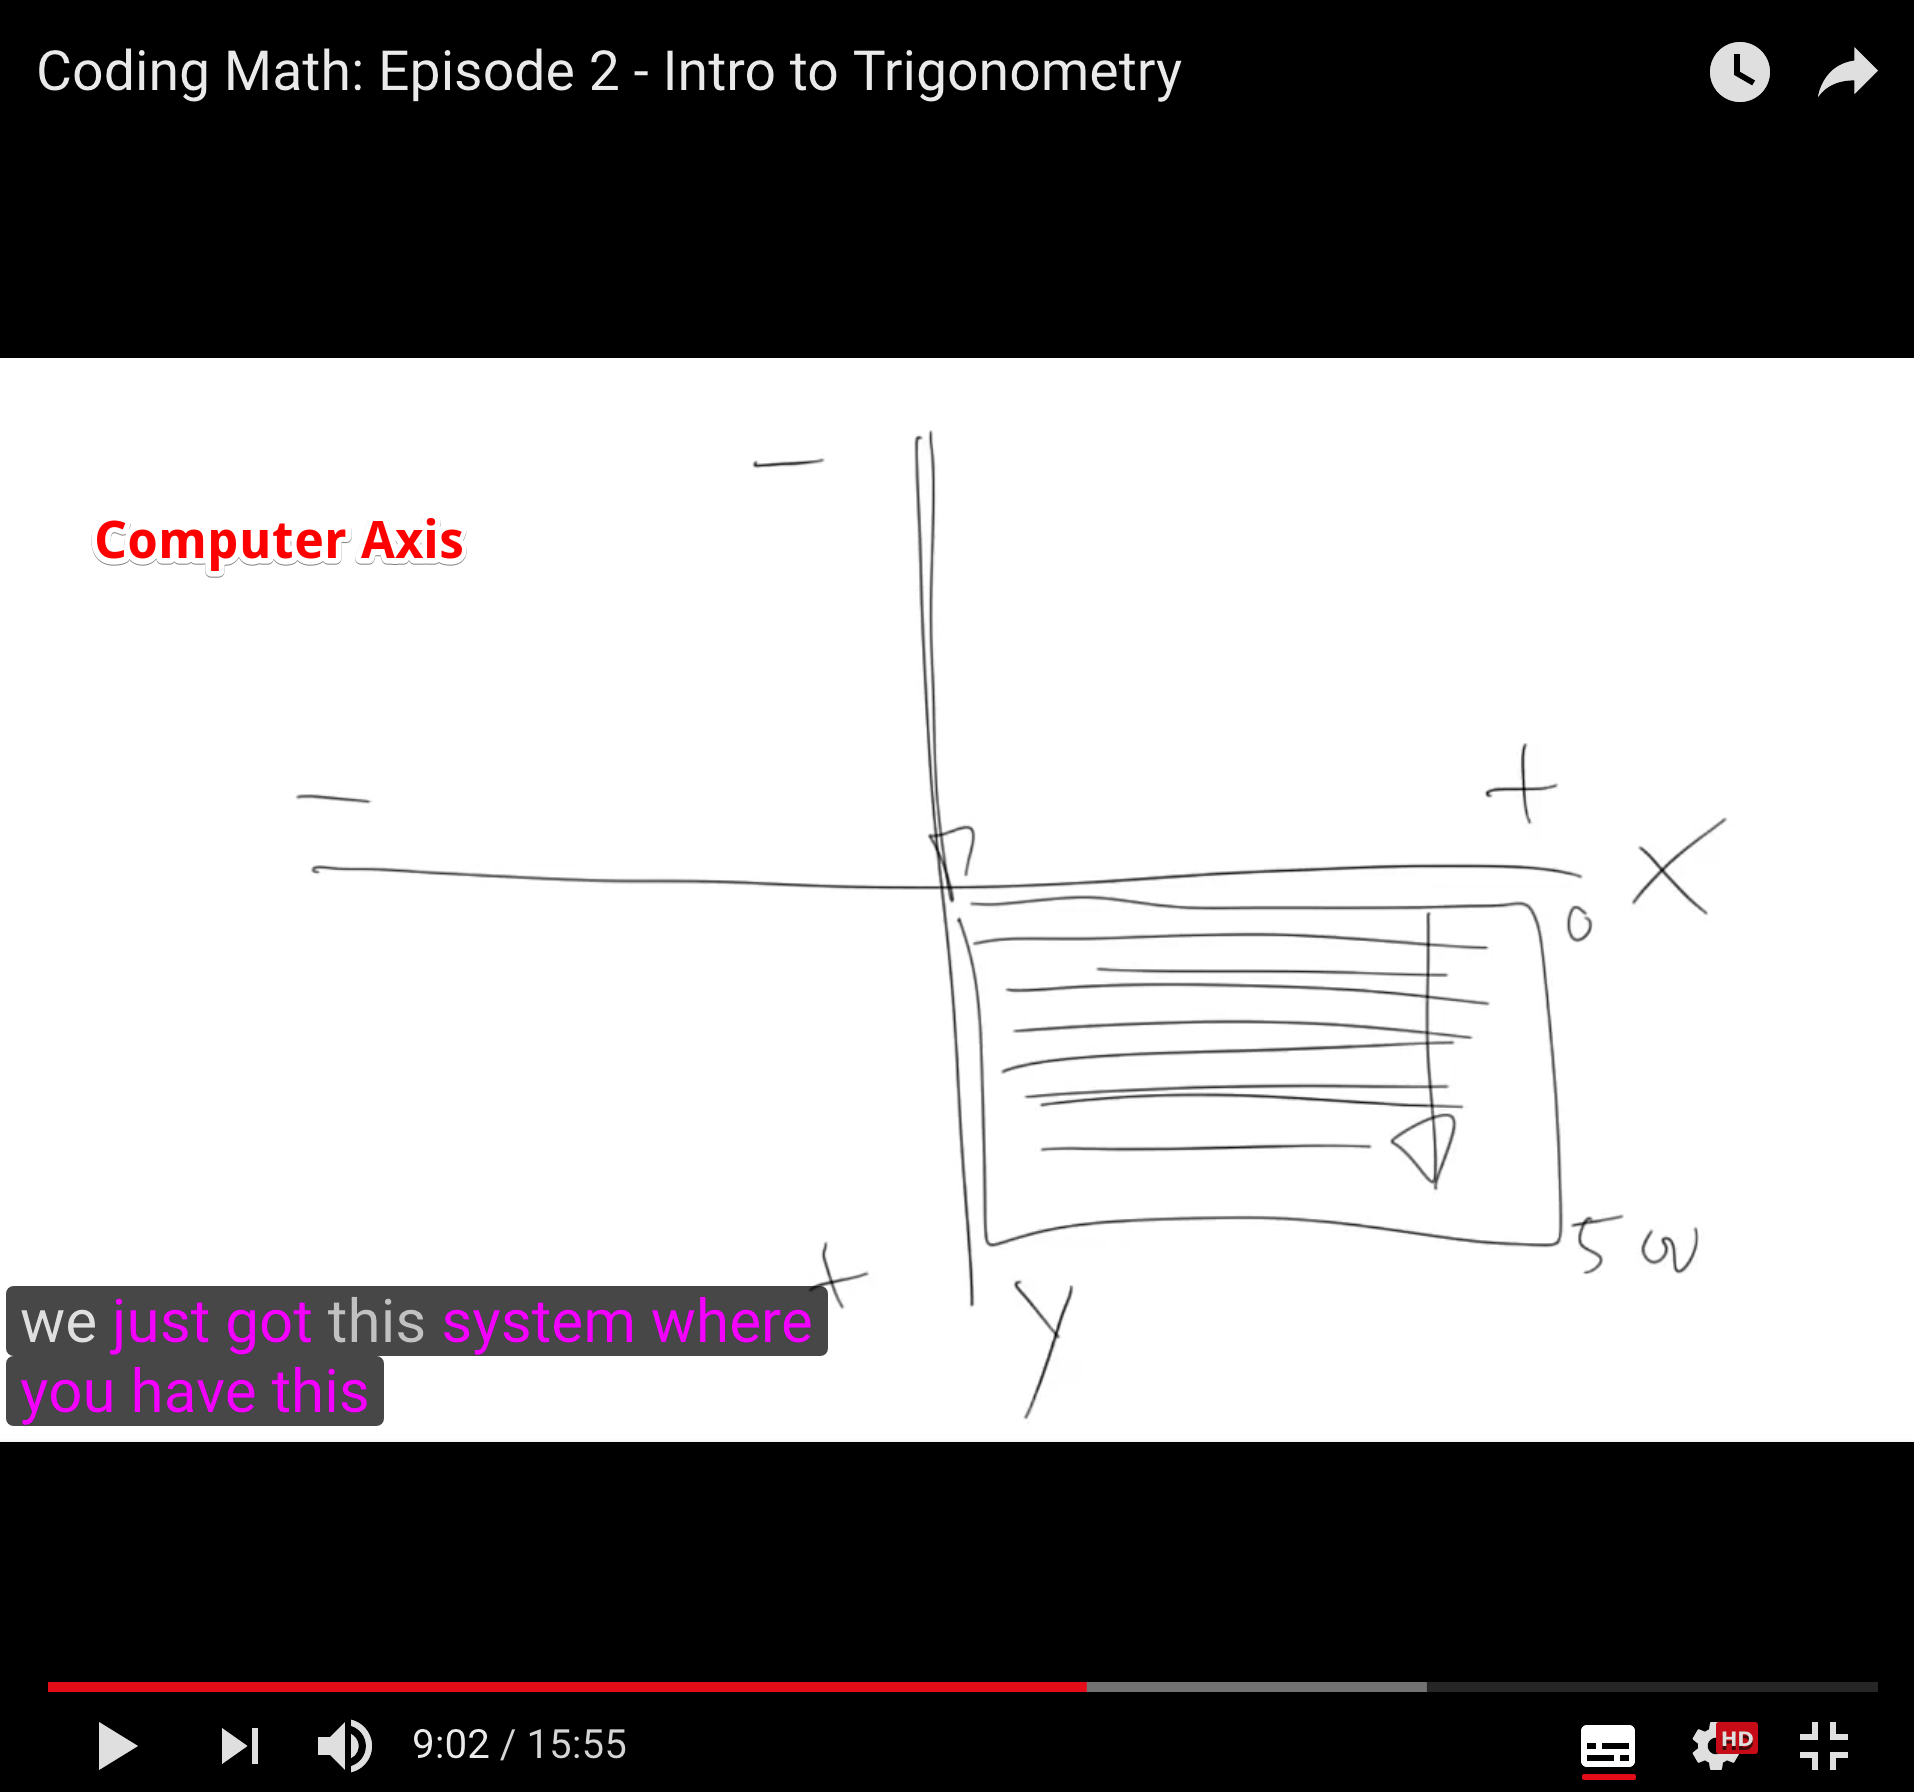 Coding Math: Episode 2 - Intro to Trigonometry
—
Computer Axis
— +
X
0
500
+
we just got this system where
you have this
Y
9:02 / 15:55
HD